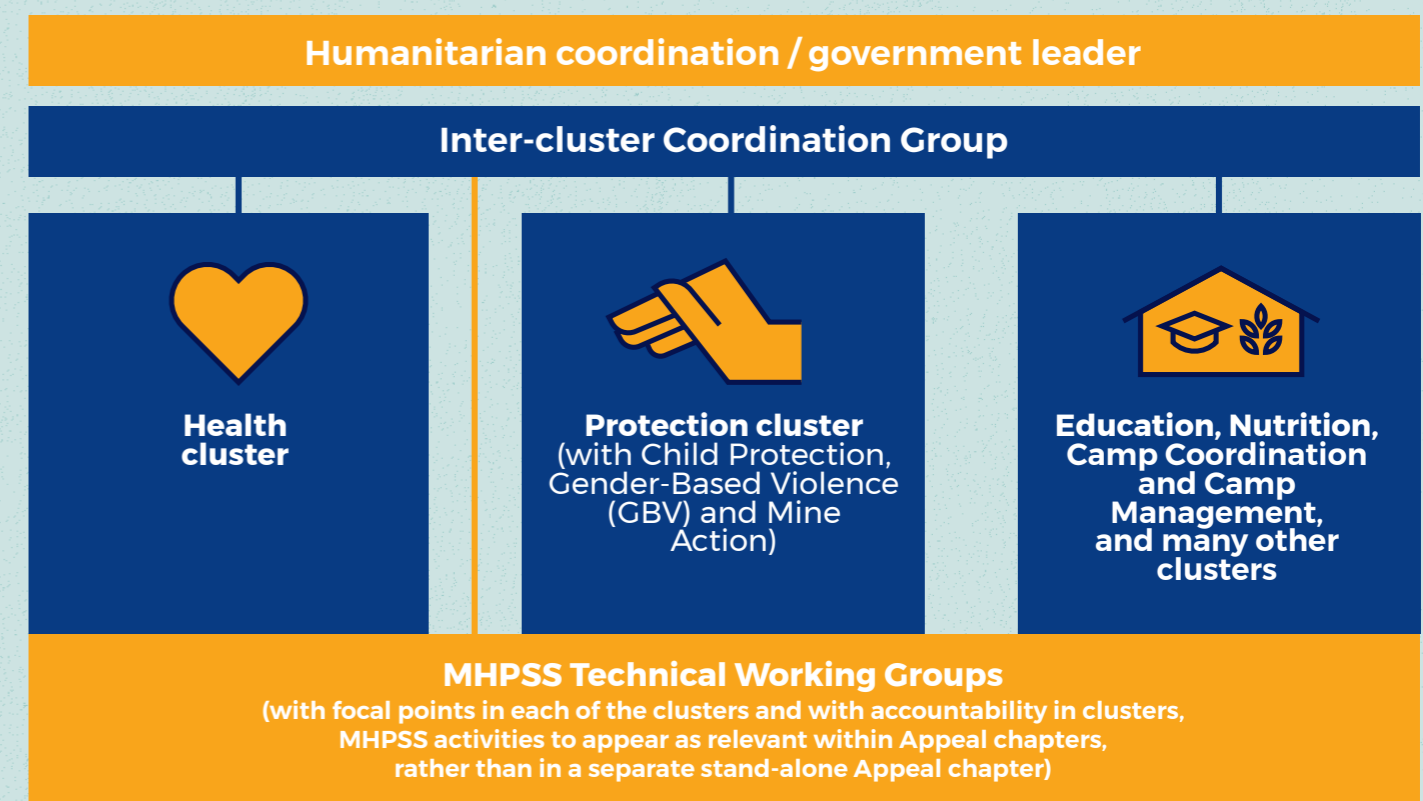 Humanitarian coordination / government leader
Inter-cluster Coordination Group
Health
cluster
Protection cluster
(with Child Protection,
Gender-Based Violence
(GBV) and Mine
Action)
Education, Nutrition,
Camp Coordination
and Camp
Management,
and many other
clusters
MHPSS Technical Working Groups
(with focal points in each of the clusters and with accountability in clusters,
MHPSS activities to appear as relevant within Appeal chapters,
rather than in a separate stand-alone Appeal chapter)